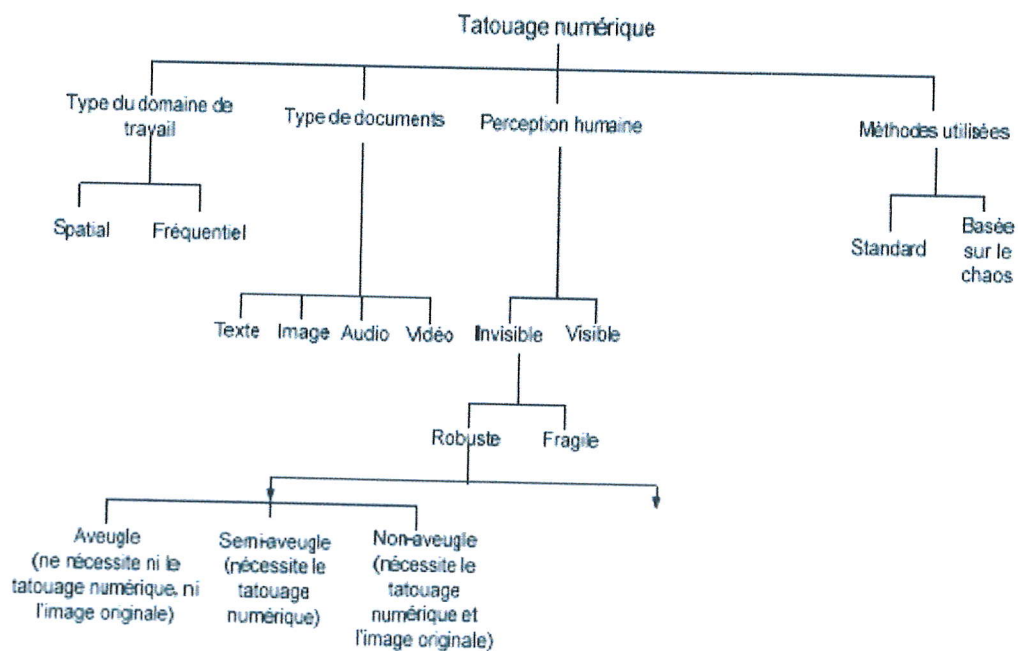 Tatouage numérique
Type du domaine de
travail
Type de documents
Perception humaine
Méthodes utilisées
Spatial
Fréquentiel
Standard
Basée
sur le
chaos
Texte
Image
Audio
Vidéo
Invisible
Visible
Robuste
Fragile
Aveugle
(ne nécessite ni le
tatouage numérique, ni
l'image originale)
Semi-aveugle
(nécessite le
tatouage
numérique)
Non-aveugle
(nécessite le
tatouage
numérique et
l'image originale)